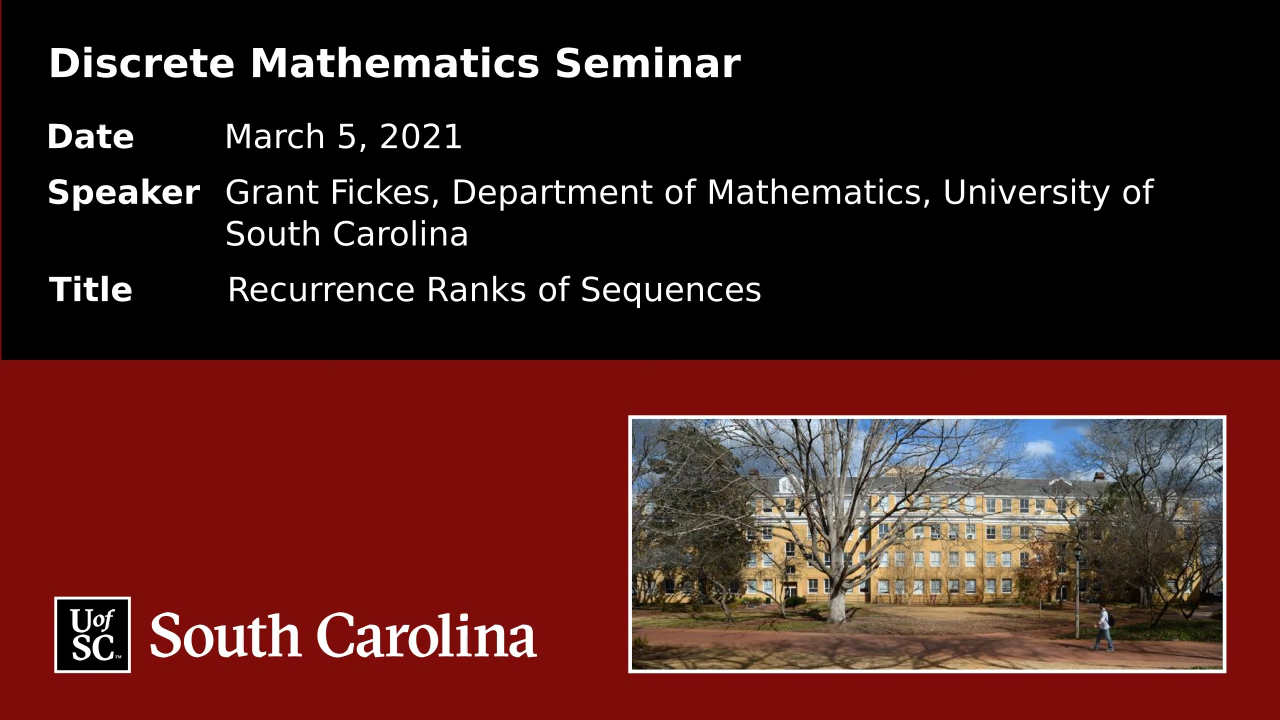 Discrete Mathematics Seminar
Date March 5, 2021
Speaker Grant Fickes, Department of Mathematics, University of
South Carolina
Title Recurrence Ranks of Sequences
UofSC™ South Carolina